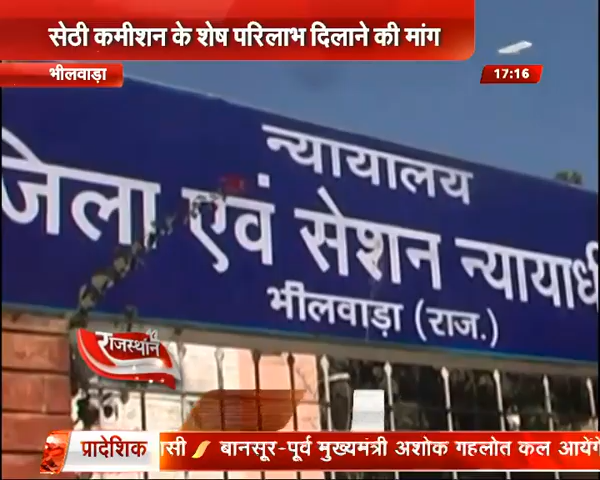 सेठी कमीशन के शेष परिलाभ दिलाने की मांग
भीलवाड़ा
17:16
न्यायालय
जिला एवं सेशन न्यायाधी
भीलवाड़ा (राज.)
राजस्थान
प्रादेशिक सी बानसूर-पूर्व मुख्यमंत्री अशोक गहलोत कल आयेंगे